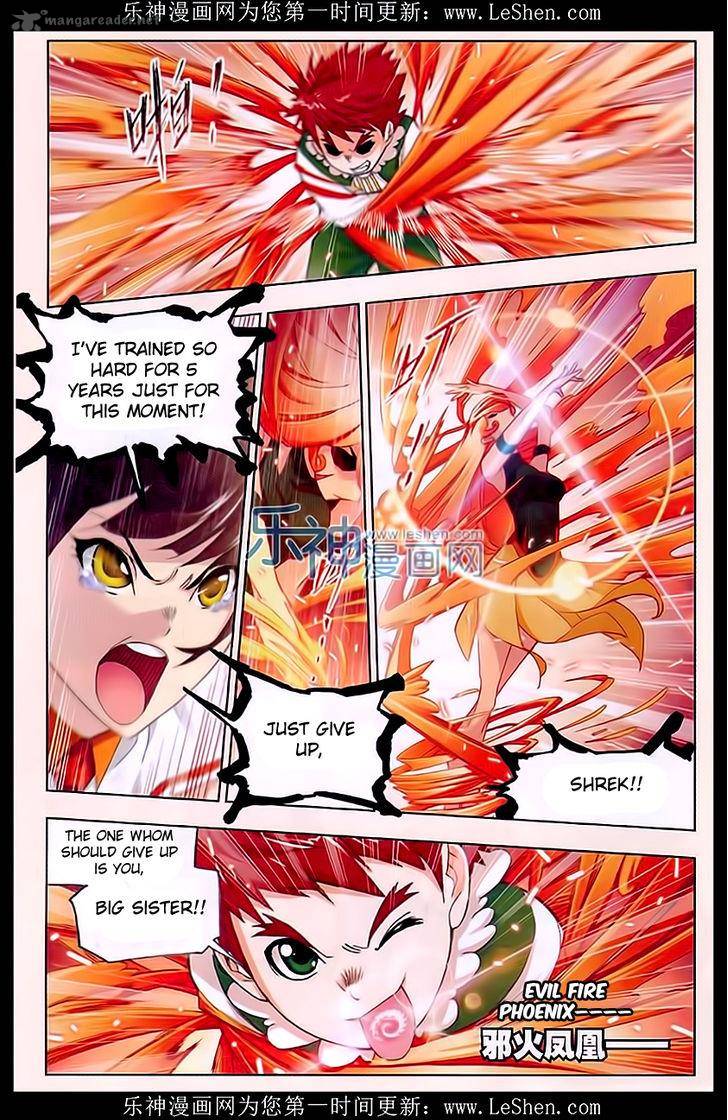 乐神漫画网为您第一时间更新：www.LeShen.com
mangareader.net
I'VE TRAINED SO
HARD FOR 5
YEARS JUST FOR
THIS MOMENT!
乐神漫画网
www.leshen.com
JUST GIVE
UP,
SHREK!!
THE ONE WHOM
SHOULD GIVE UP
IS YOU,
BIG SISTER!!
EVIL FIRE
PHOENIX----
邪火凤凰——
乐神漫画网为您第一时间更新：www.LeShen.com